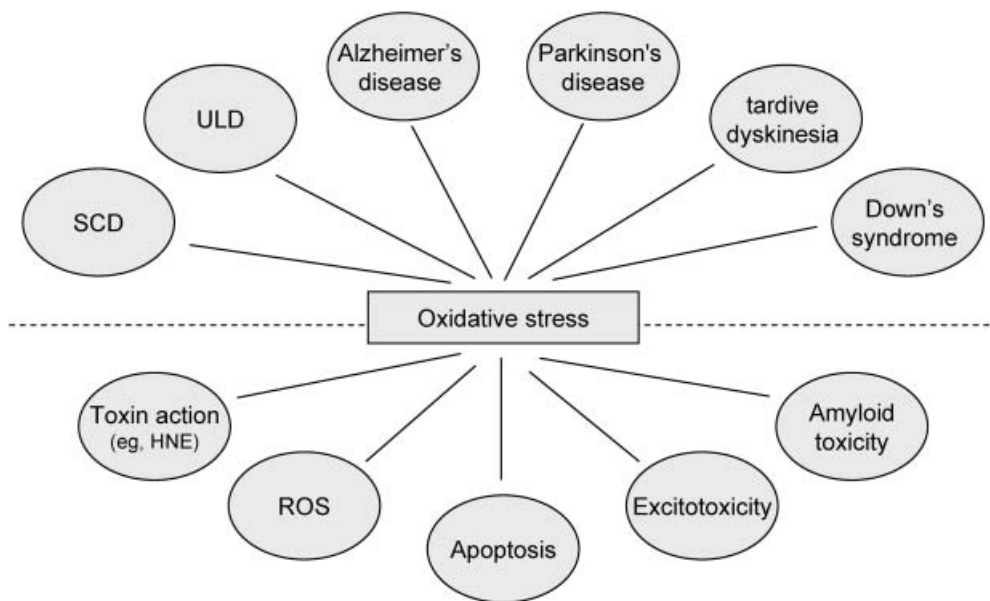 Alzheimer's
disease
Parkinson's
disease
ULD
tardive
dyskinesia
SCD
Down's
syndrome
Oxidative stress
Toxin action
(eg, HNE)
Amyloid
toxicity
ROS
Excitotoxicity
Apoptosis